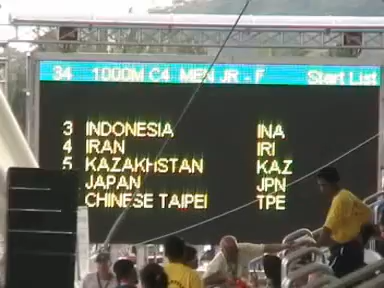 34 1000M C4 MEN JR - F Start List
3 INDONESIA INA
4 IRAN IRI
5 KAZAKHSTAN KAZ
JAPAN JPN
CHINESE TAIPEI TPE